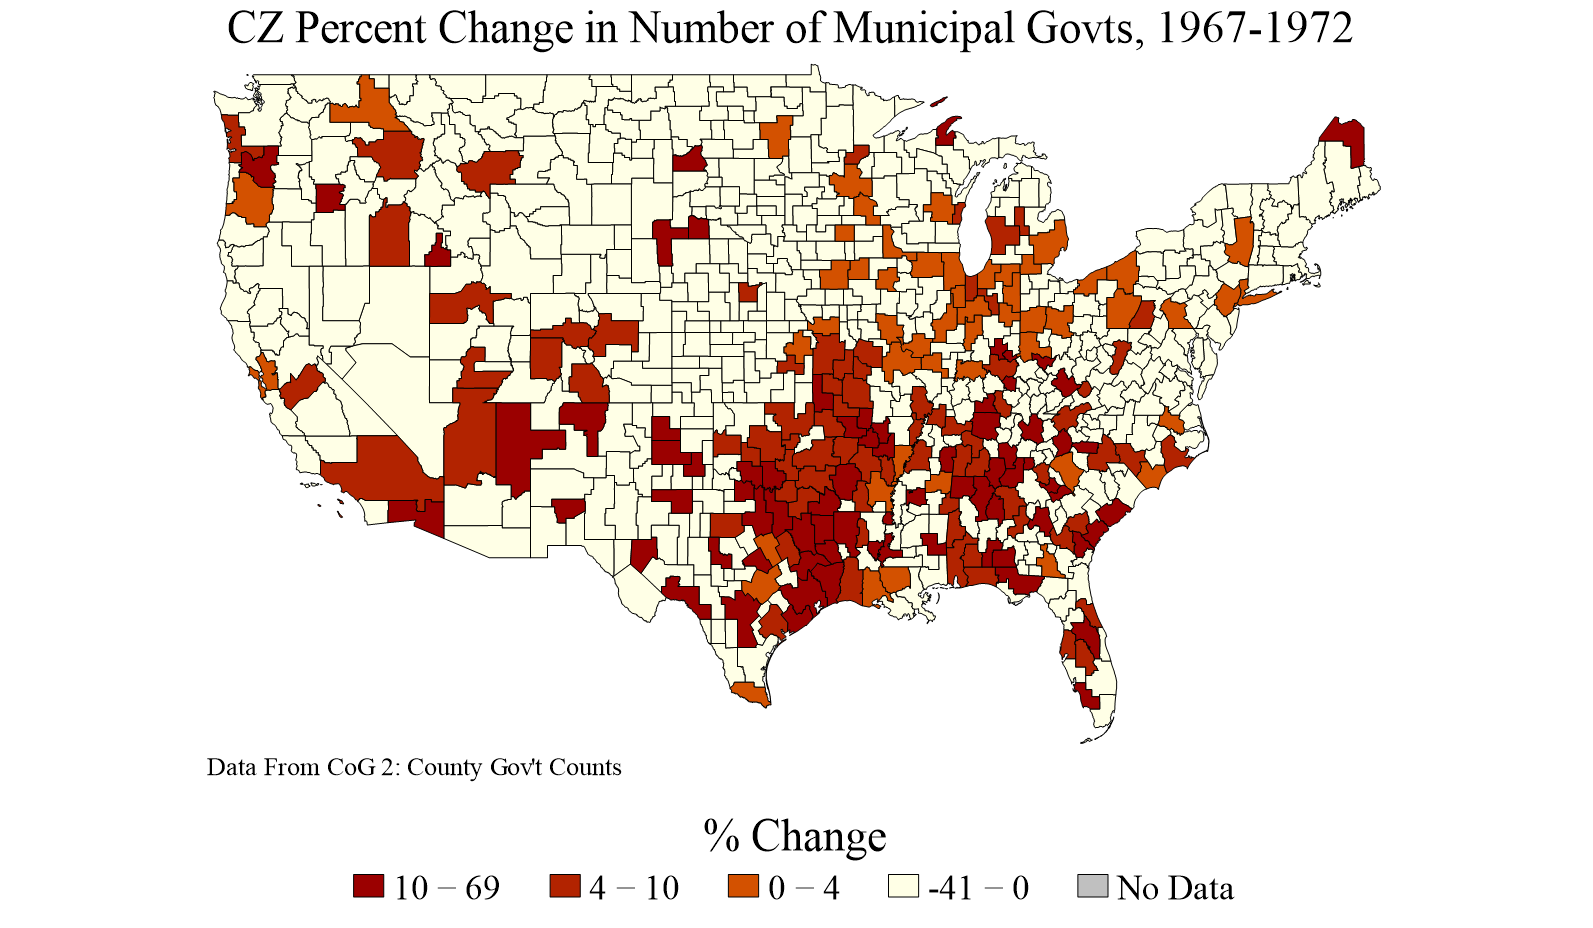 CZ Percent Change in Number of Municipal Govts, 1967-1972
Data From CoG 2: County Gov't Counts
% Change
10 – 69
4 – 10
0 – 4
-41 – 0
No Data